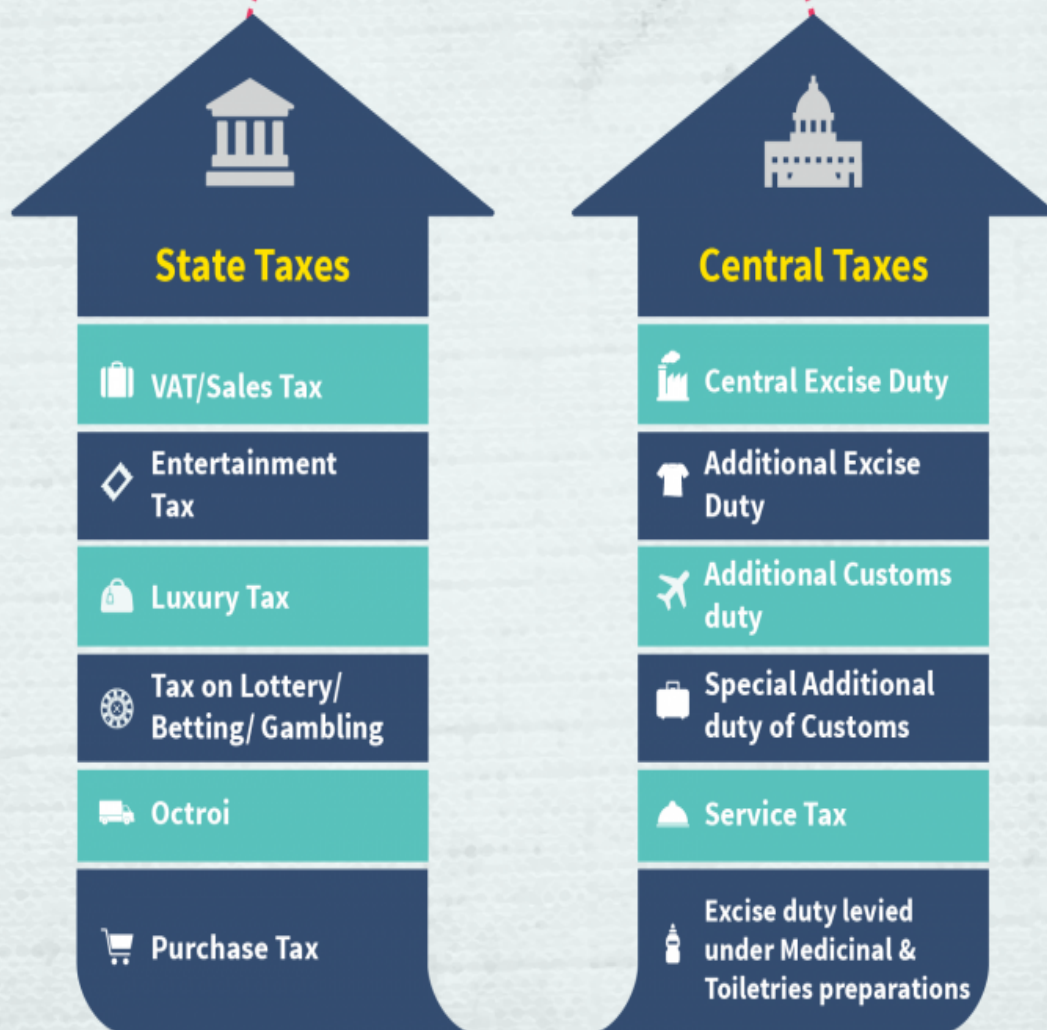 State Taxes
VAT/Sales Tax
Entertainment
Tax
Luxury Tax
Tax on Lottery/
Betting/ Gambling
Octroi
Purchase Tax
Central Taxes
Central Excise Duty
Additional Excise
Duty
Additional Customs
duty
Special Additional
duty of Customs
Service Tax
Excise duty levied
under Medicinal &
Toiletries preparations